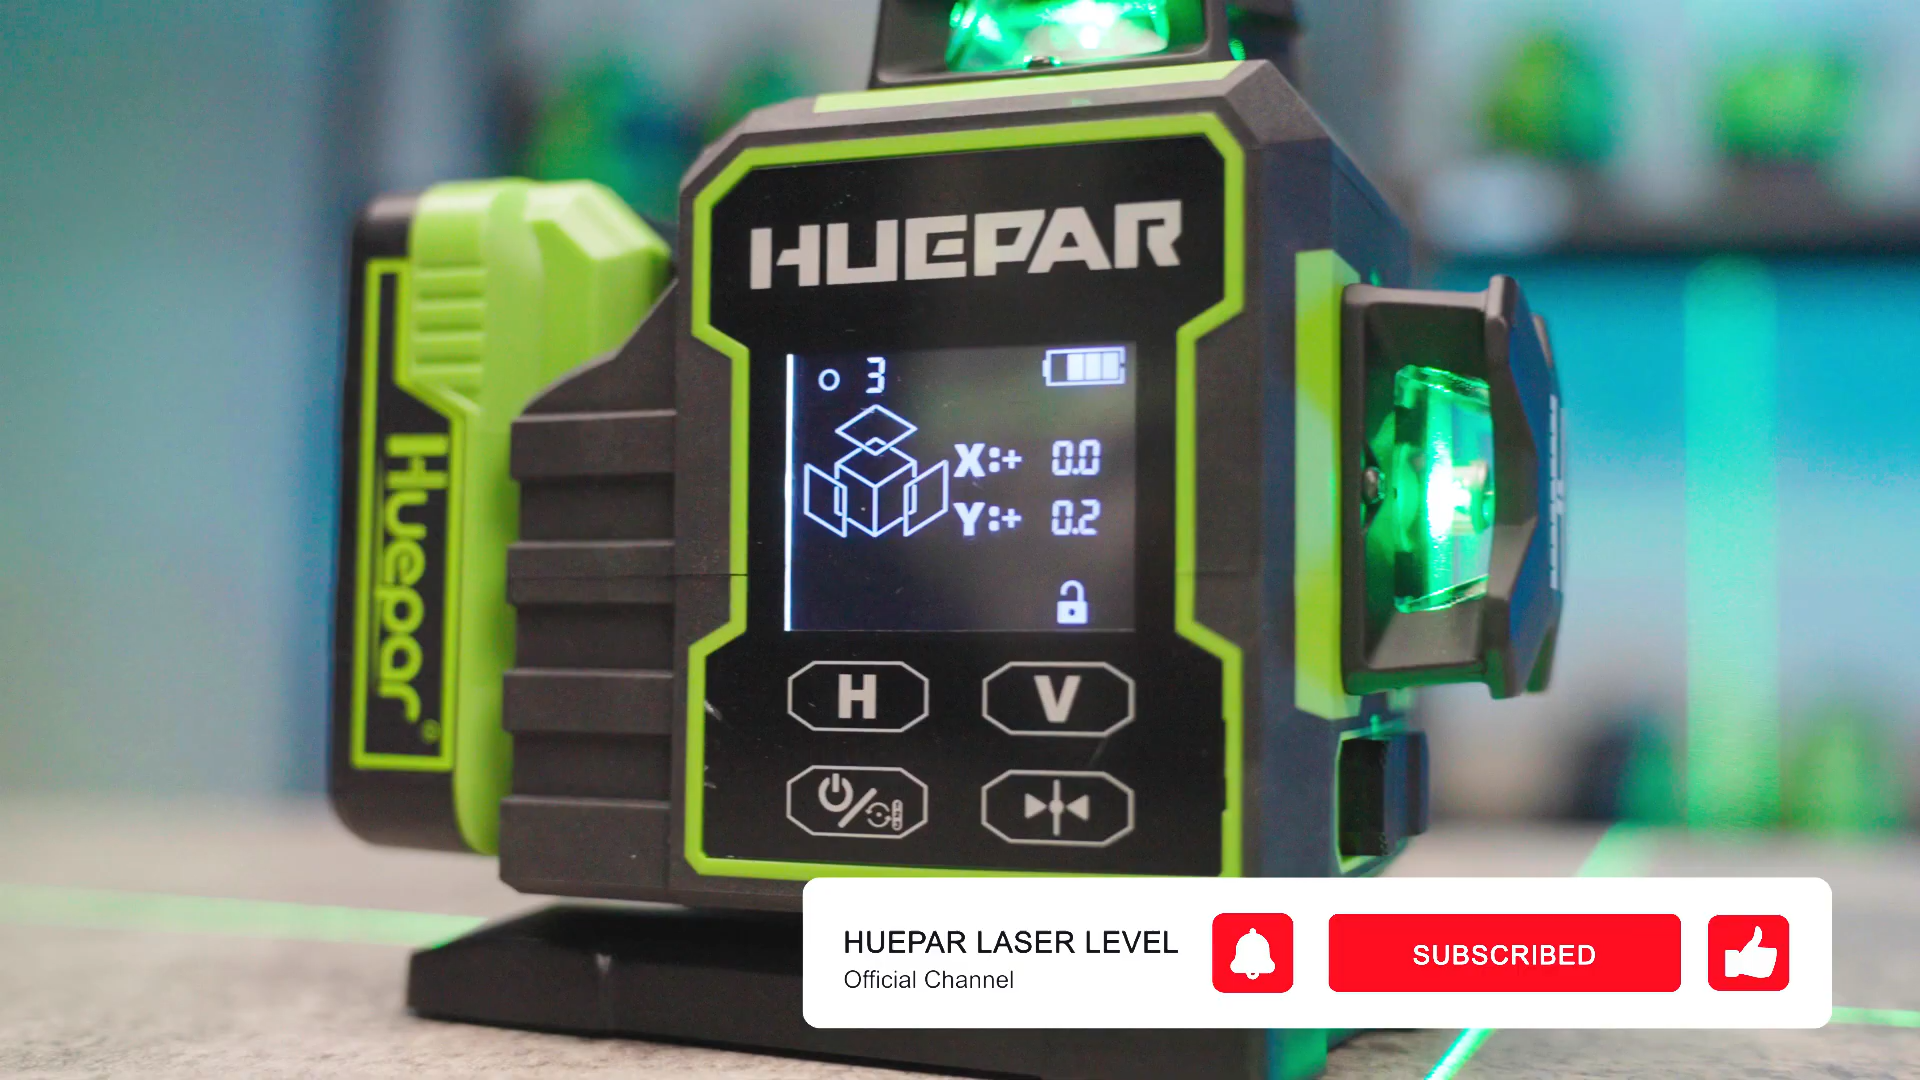 HUEPAR
3
X:+ 0.0
Y:+ 0.2
Huepar®
H
V
HUEPAR LASER LEVEL
Official Channel
SUBSCRIBED